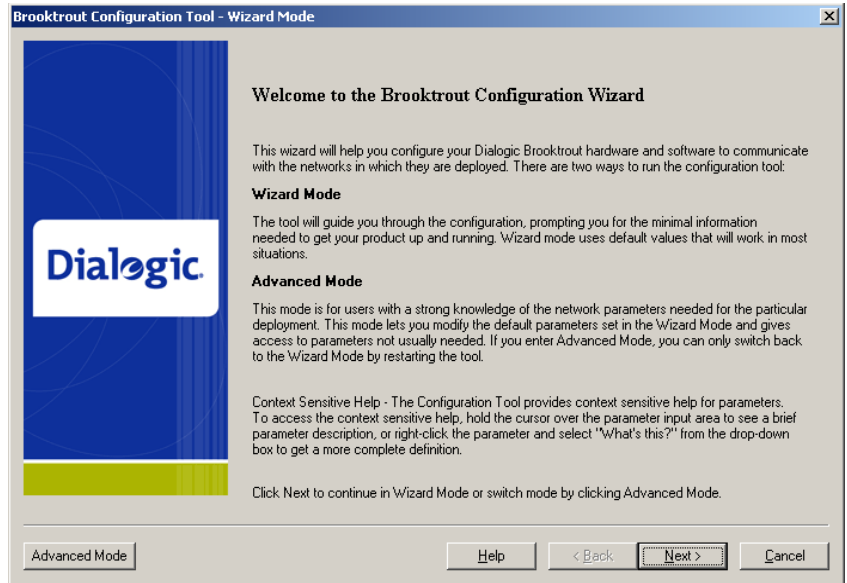 Brooktrout Configuration Tool - Wizard Mode
Welcome to the Brooktrout Configuration Wizard
This wizard will help you configure your Dialogic Brooktrout hardware and software to communicate
with the networks in which they are deployed. There are two ways to run the configuration tool:
Wizard Mode
The tool will guide you through the configuration, prompting you for the minimal information
needed to get your product up and running. Wizard mode uses default values that will work in most
situations.
Dialogic.
Advanced Mode
This mode is for users with a strong knowledge of the network parameters needed for the particular
deployment. This mode lets you modify the default parameters set in the Wizard Mode and gives
access to parameters not usually needed. If you enter Advanced Mode, you can only switch back
to the Wizard Mode by restarting the tool.
Context Sensitive Help - The Configuration Tool provides context sensitive help for parameters.
To access the context sensitive help, hold the cursor over the parameter input area to see a brief
parameter description, or right-click the parameter and select "What's this?" from the drop-down
box to get a more complete definition.
Click Next to continue in Wizard Mode or switch mode by clicking Advanced Mode.
Advanced Mode
Help
< Back
Next >
Cancel